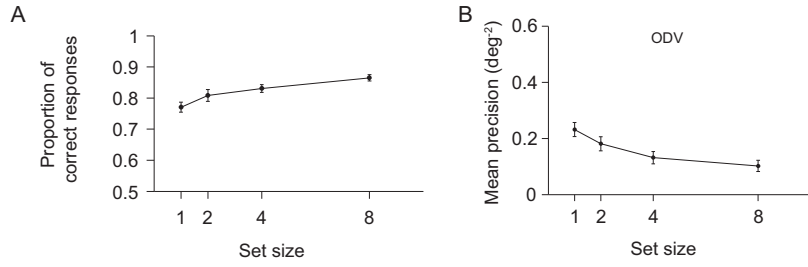 A
Proportion of
correct responses
1
0.9
0.8
0.7
0.6
0.5
1 2 4 8
Set size
B
ODV
Mean precision (deg⁻²)
0.6
0.4
0.2
0
1 2 4 8
Set size